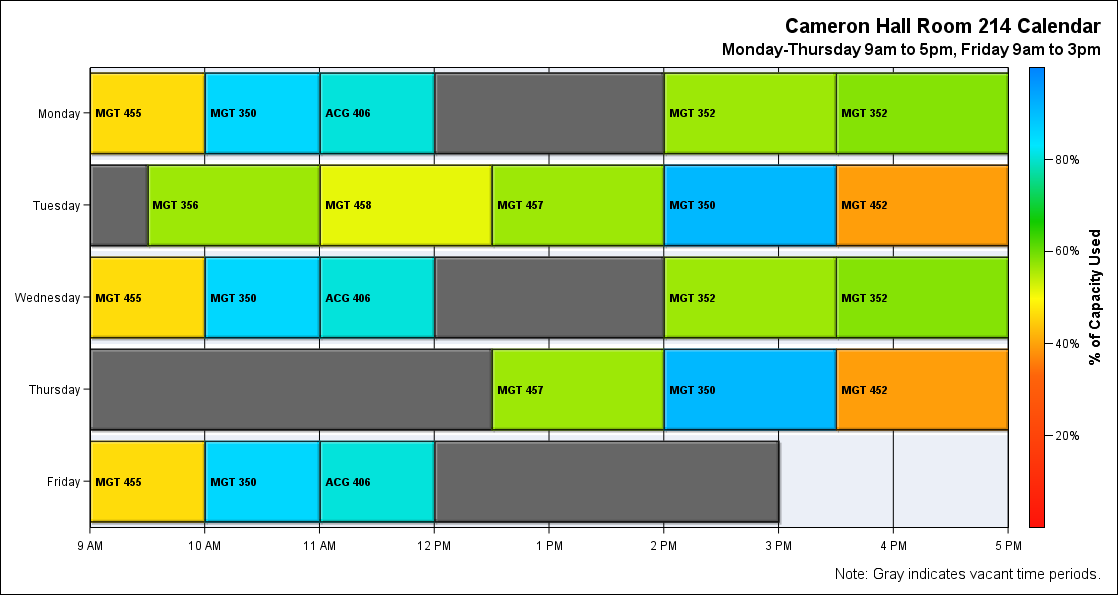 Cameron Hall Room 214 Calendar
Monday-Thursday 9am to 5pm, Friday 9am to 3pm
Monday
MGT 455
MGT 350
ACG 406
MGT 352
MGT 352
Tuesday
MGT 356
MGT 458
MGT 457
MGT 350
MGT 452
Wednesday
MGT 455
MGT 350
ACG 406
MGT 352
MGT 352
Thursday
MGT 457
MGT 350
MGT 452
Friday
MGT 455
MGT 350
ACG 406
9 AM
10 AM
11 AM
12 PM
1 PM
2 PM
3 PM
4 PM
5 PM
80%
60%
40%
20%
% of Capacity Used
Note: Gray indicates vacant time periods.